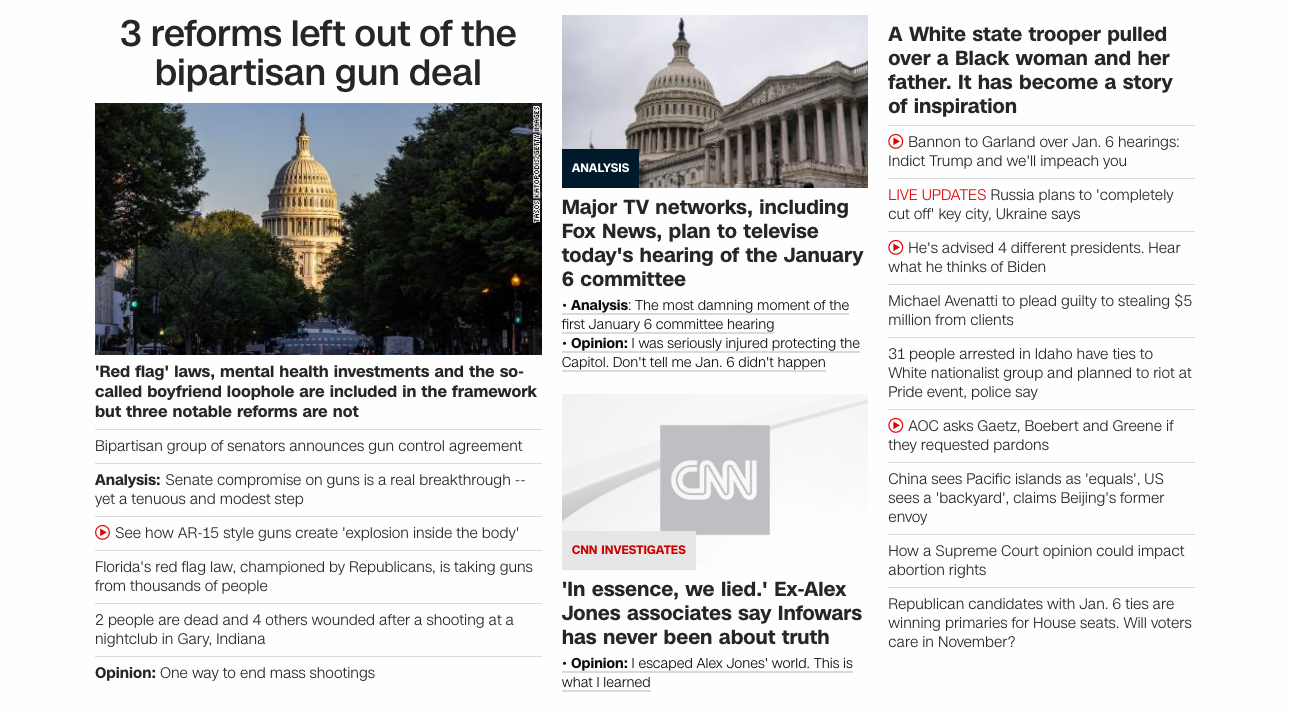 3 reforms left out of the
bipartisan gun deal
TASOS KATOPODIS/GETTY IMAGES
'Red flag' laws, mental health investments and the so-
called boyfriend loophole are included in the framework
but three notable reforms are not
Bipartisan group of senators announces gun control agreement
Analysis: Senate compromise on guns is a real breakthrough --
yet a tenuous and modest step
See how AR-15 style guns create 'explosion inside the body'
Florida's red flag law, championed by Republicans, is taking guns
from thousands of people
2 people are dead and 4 others wounded after a shooting at a
nightclub in Gary, Indiana
Opinion: One way to end mass shootings
ANALYSIS
Major TV networks, including
Fox News, plan to televise
today's hearing of the January
6 committee
• Analysis: The most damning moment of the
first January 6 committee hearing
• Opinion: I was seriously injured protecting the
Capitol. Don't tell me Jan. 6 didn't happen
CNN
CNN INVESTIGATES
'In essence, we lied.' Ex-Alex
Jones associates say Infowars
has never been about truth
• Opinion: I escaped Alex Jones' world. This is
what I learned
A White state trooper pulled
over a Black woman and her
father. It has become a story
of inspiration
Bannon to Garland over Jan. 6 hearings:
Indict Trump and we'll impeach you
LIVE UPDATES Russia plans to 'completely
cut off' key city, Ukraine says
He's advised 4 different presidents. Hear
what he thinks of Biden
Michael Avenatti to plead guilty to stealing $5
million from clients
31 people arrested in Idaho have ties to
White nationalist group and planned to riot at
Pride event, police say
AOC asks Gaetz, Boebert and Greene if
they requested pardons
China sees Pacific islands as 'equals', US
sees a 'backyard', claims Beijing's former
envoy
How a Supreme Court opinion could impact
abortion rights
Republican candidates with Jan. 6 ties are
winning primaries for House seats. Will voters
care in November?